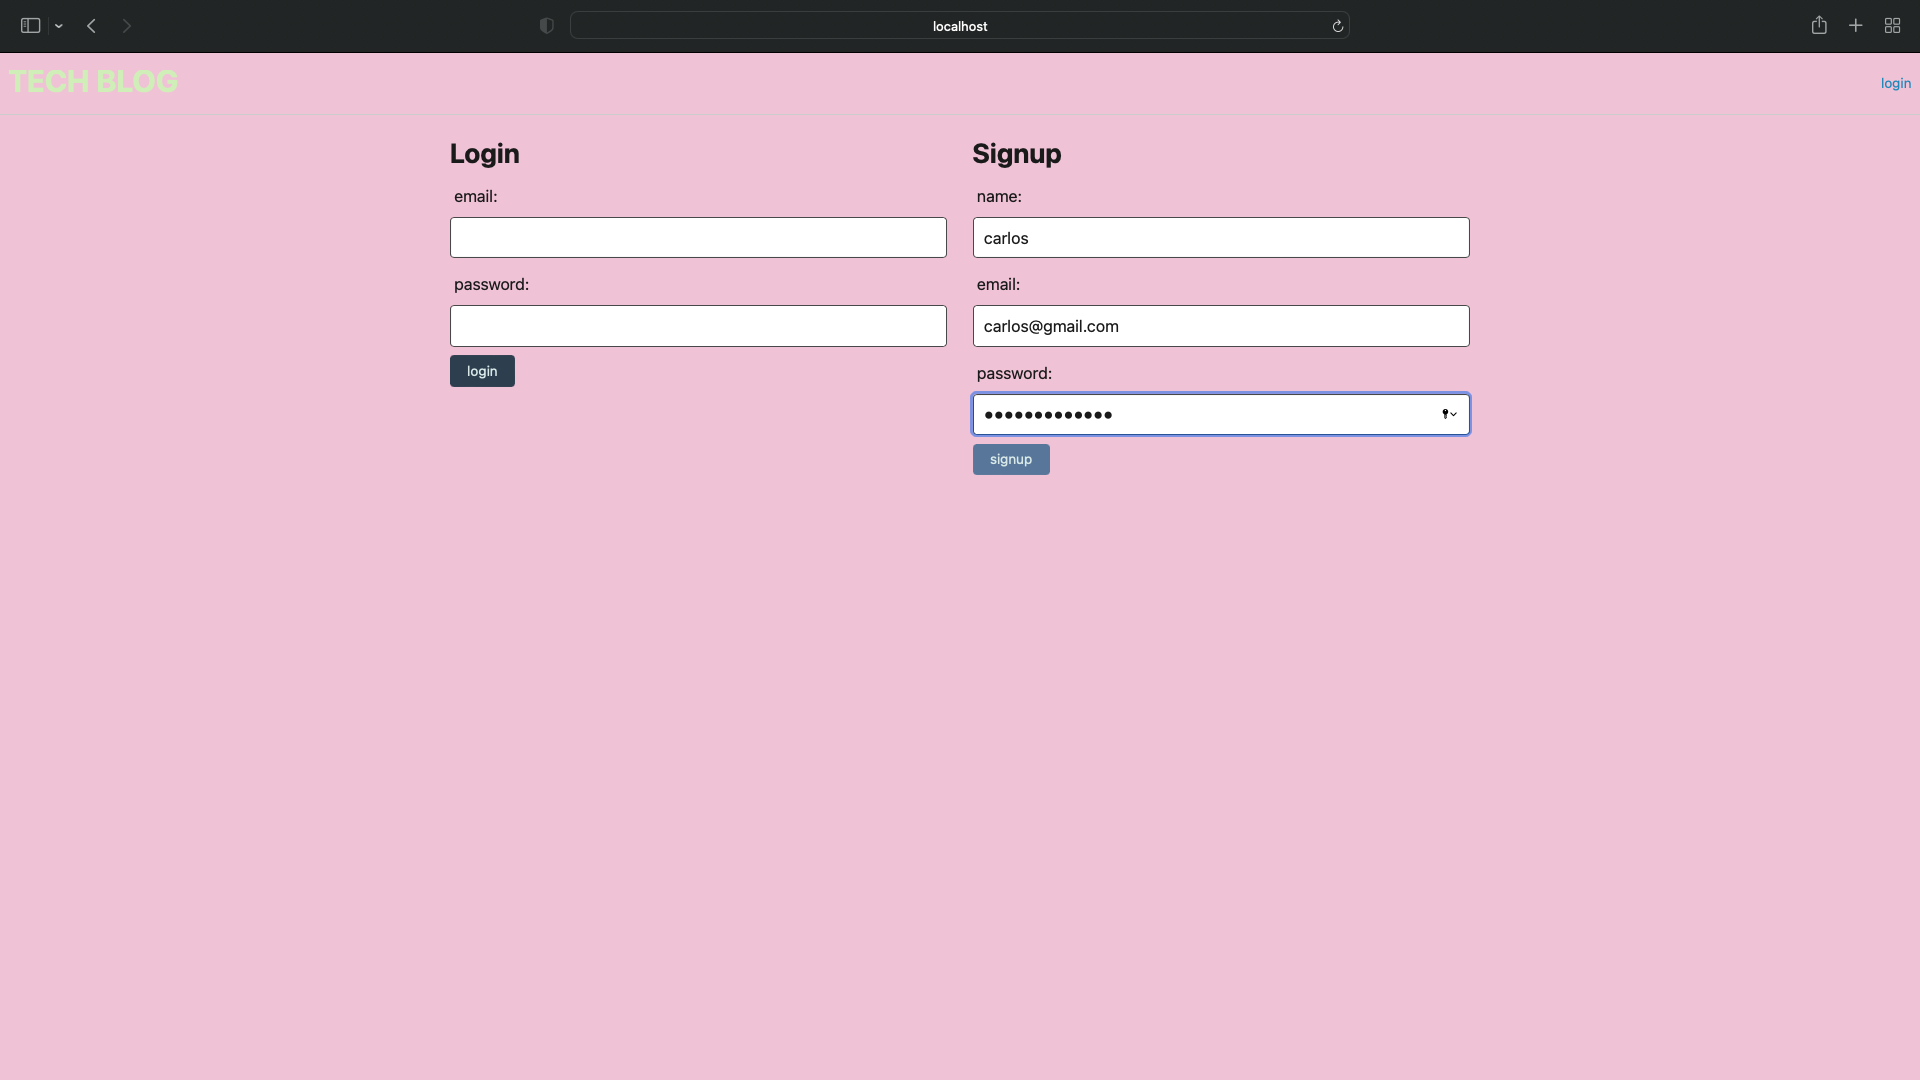 localhost
TECH BLOG
login
Login
email:
password:
login
Signup
name:
carlos
email:
carlos@gmail.com
password:
●●●●●●●●●●●●●
signup